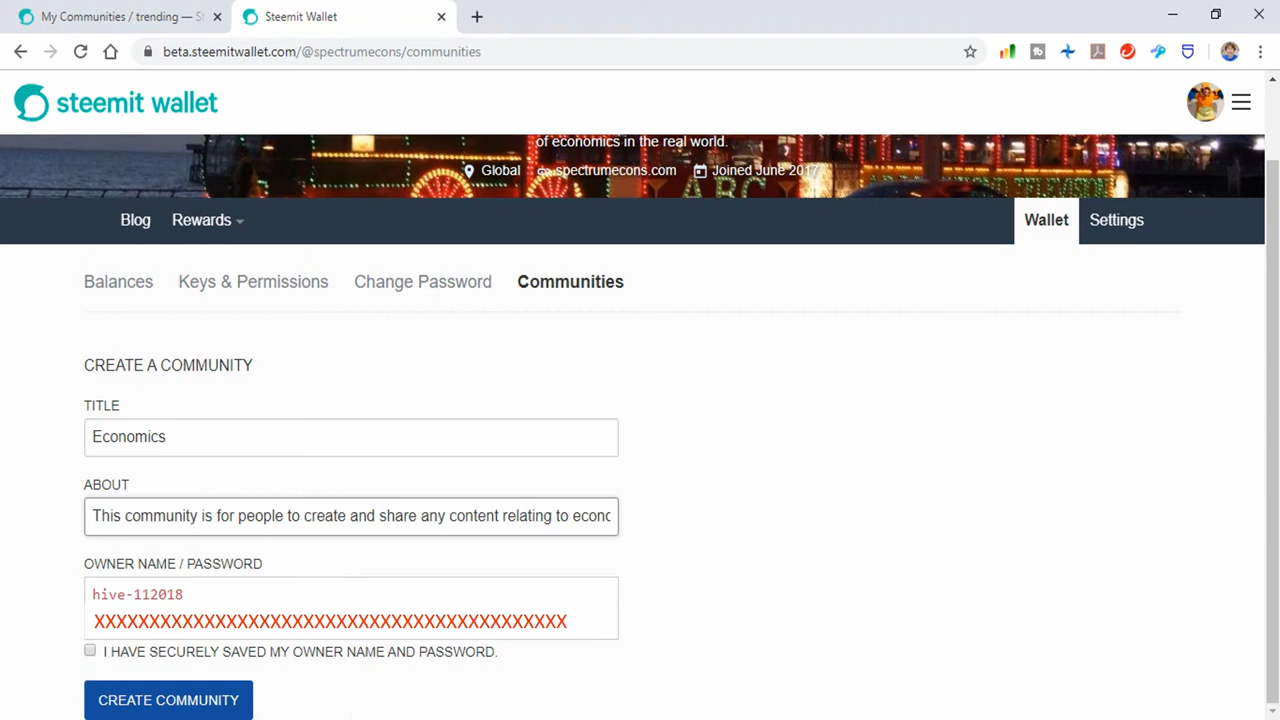 My Communities / trending — S
Steemit Wallet
beta.steemitwallet.com/@spectrumecons/communities
steemit wallet
of economics in the real world.
Global spectrumecons.com Joined June 2017
ABC
Blog Rewards Wallet Settings
Balances Keys & Permissions Change Password Communities
CREATE A COMMUNITY
TITLE
Economics
ABOUT
This community is for people to create and share any content relating to econo
OWNER NAME / PASSWORD
hive-112018
XXXXXXXXXXXXXXXXXXXXXXXXXXXXXXXXXXXXXXXXXXX
I HAVE SECURELY SAVED MY OWNER NAME AND PASSWORD.
CREATE COMMUNITY